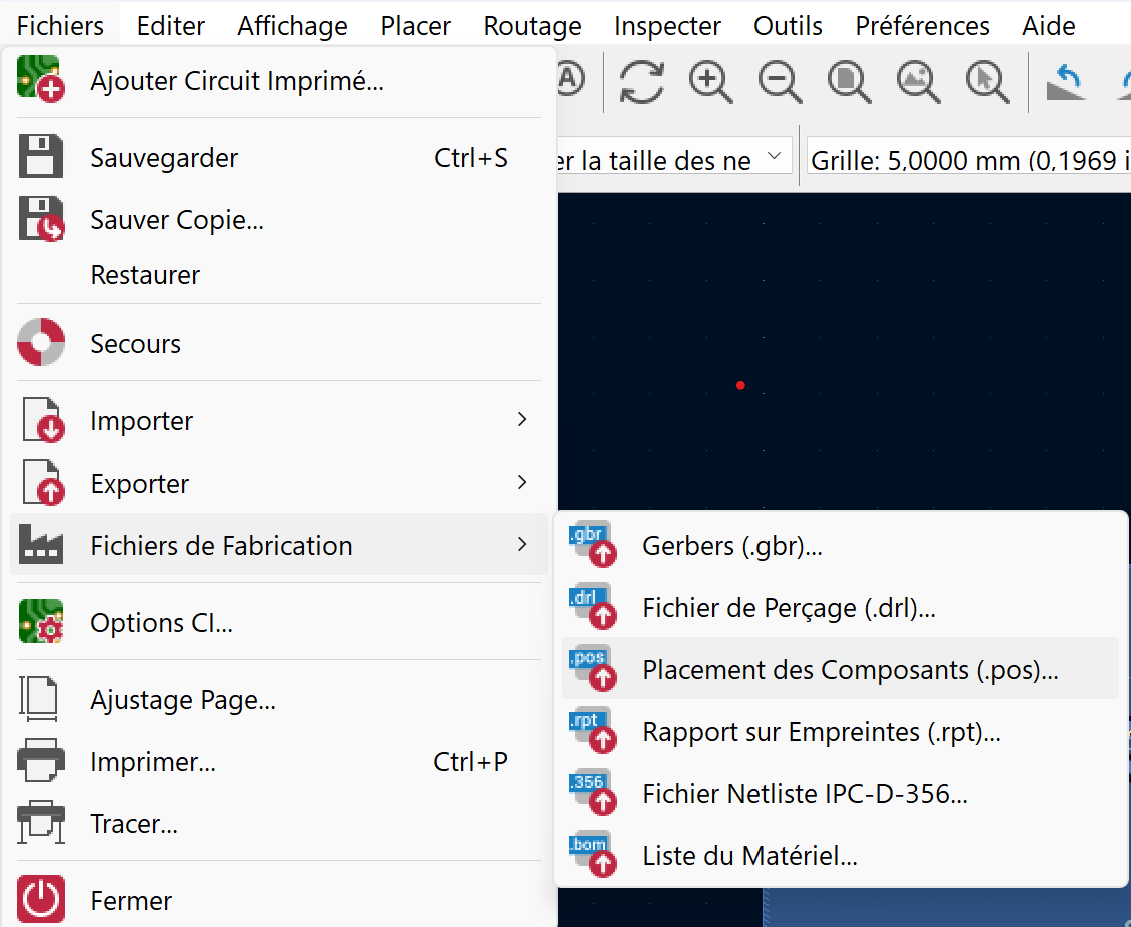 Fichiers Editer Affichage Placer Routage Inspecter Outils Préférences Aide
Ajouter Circuit Imprimé...
A
Sauvegarder Ctrl+S
er la taille des ne
Grille: 5,0000 mm (0,1969 i
Sauver Copie...
Restaurer
Secours
Importer
Exporter
Fichiers de Fabrication
.gbr Gerbers (.gbr)...
.drl Fichier de Perçage (.drl)...
.pos Placement des Composants (.pos)...
.rpt Rapport sur Empreintes (.rpt)...
.356 Fichier Netliste IPC-D-356...
.bom Liste du Matériel...
Options CI...
Ajustage Page...
Imprimer... Ctrl+P
Tracer...
Fermer